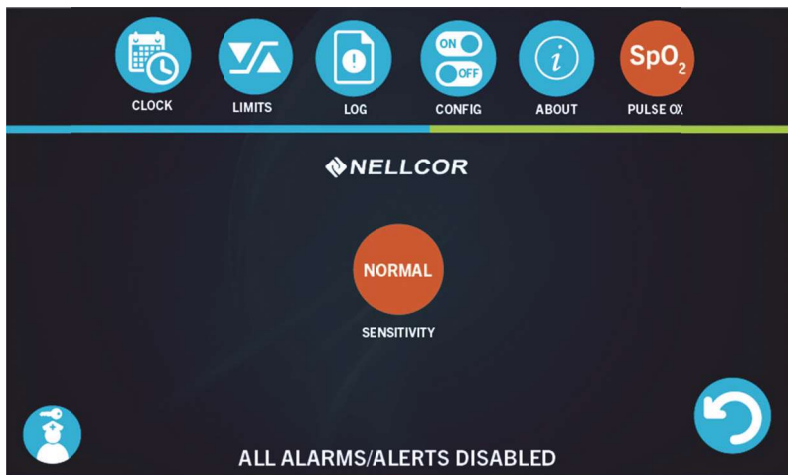 ON
OFF
i
SpO2
CLOCK
LIMITS
LOG
CONFIG
ABOUT
PULSE OX
NELLCOR
NORMAL
SENSITIVITY
ALL ALARMS/ALERTS DISABLED